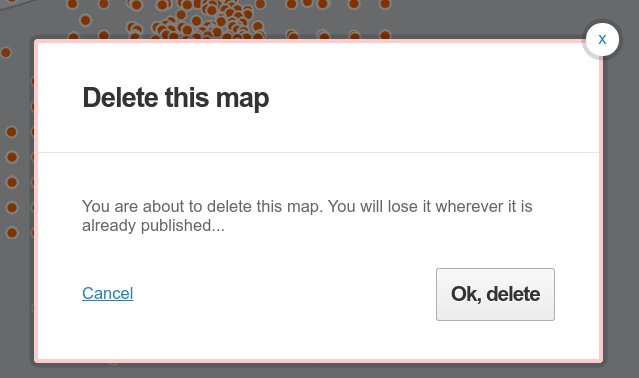 x
Delete this map
You are about to delete this map. You will lose it wherever it is
already published...
Cancel
Ok, delete